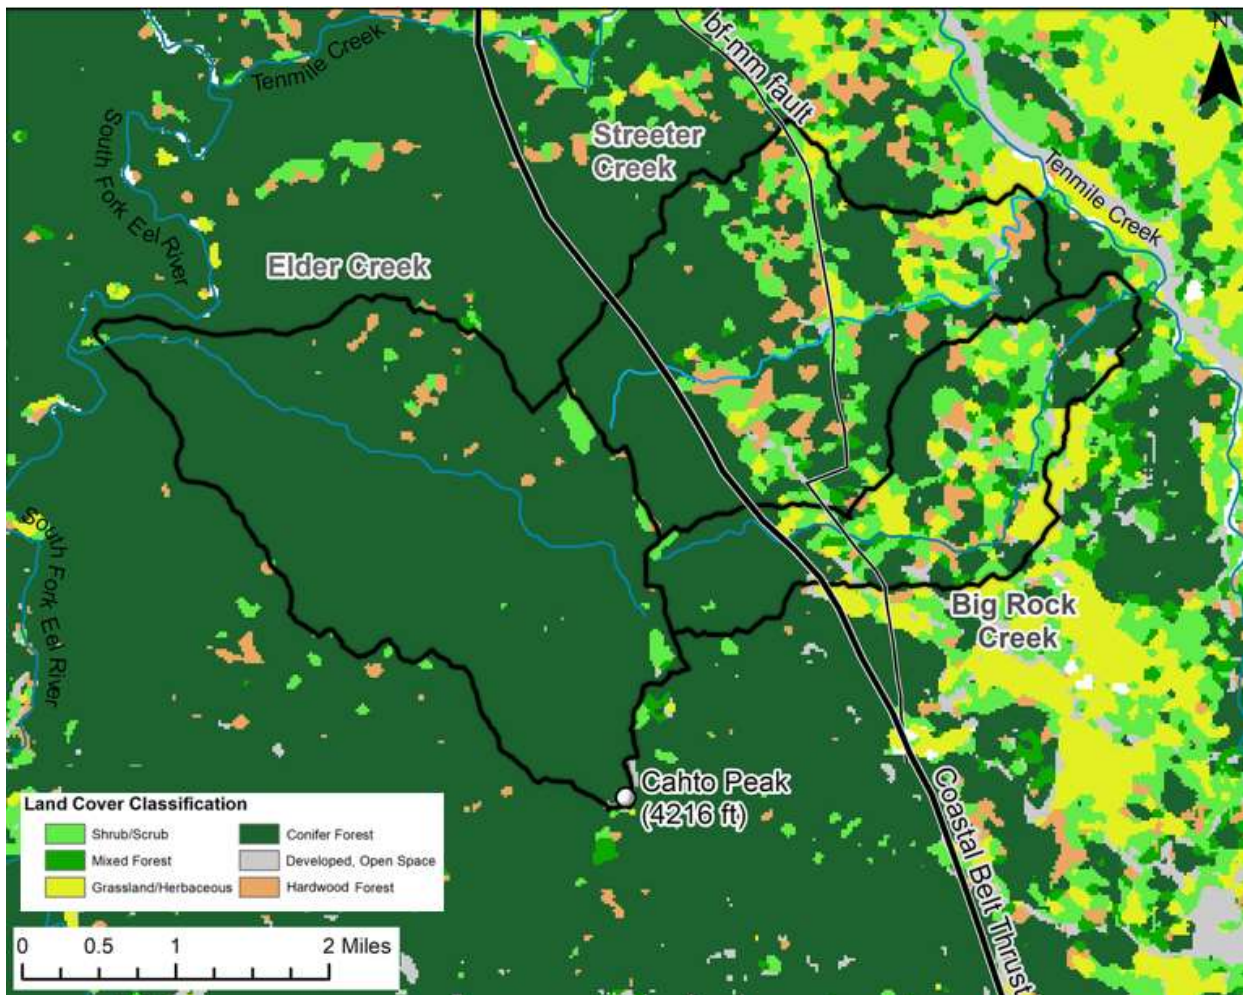 N
Tenmile Creek
bf-mm fault
South Fork Eel River
Streeter
Creek
Tenmile Creek
Elder Creek
South Fork Eel River
Big Rock
Creek
Cahto Peak
(4216 ft)
Coastal Belt Thrust
Land Cover Classification
Shrub/Scrub
Conifer Forest
Mixed Forest
Developed, Open Space
Grassland/Herbaceous
Hardwood Forest
0 0.5 1 2 Miles